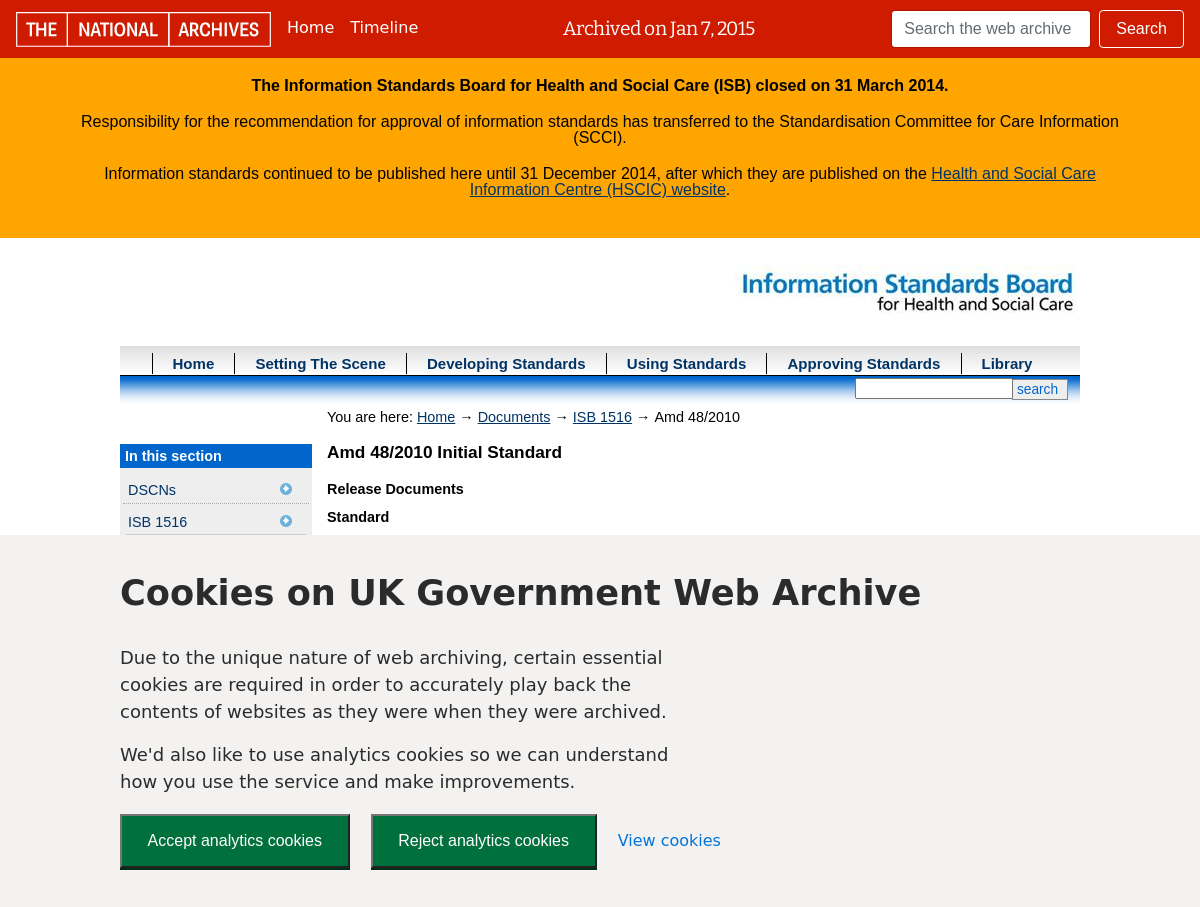 THE NATIONAL ARCHIVES
Home Timeline
Archived on Jan 7, 2015
Search the web archive
Search
The Information Standards Board for Health and Social Care (ISB) closed on 31 March 2014.
Responsibility for the recommendation for approval of information standards has transferred to the Standardisation Committee for Care Information
(SCCI).
Information standards continued to be published here until 31 December 2014, after which they are published on the Health and Social Care
Information Centre (HSCIC) website.
Information Standards Board
for Health and Social Care
Home Setting The Scene Developing Standards Using Standards Approving Standards Library
search
You are here: Home → Documents → ISB 1516 → Amd 48/2010
In this section
DSCNs
ISB 1516
Amd 48/2010 Initial Standard
Release Documents
Standard
Cookies on UK Government Web Archive
Due to the unique nature of web archiving, certain essential
cookies are required in order to accurately play back the
contents of websites as they were when they were archived.
We'd also like to use analytics cookies so we can understand
how you use the service and make improvements.
Accept analytics cookies
Reject analytics cookies
View cookies